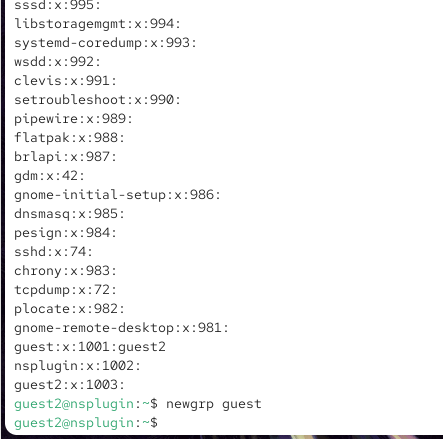 sssd:x:995:
libstoragemgmt:x:994:
systemd-coredump:x:993:
wsdd:x:992:
clevis:x:991:
setroubleshoot:x:990:
pipewire:x:989:
flatpak:x:988:
brlapi:x:987:
gdm:x:42:
gnome-initial-setup:x:986:
dnsmasq:x:985:
pesign:x:984:
sshd:x:74:
chrony:x:983:
tcpdump:x:72:
plocate:x:982:
gnome-remote-desktop:x:981:
guest:x:1001:guest2
nsplugin:x:1002:
guest2:x:1003:
guest2@nsplugin:~$ newgrp guest
guest2@nsplugin:~$